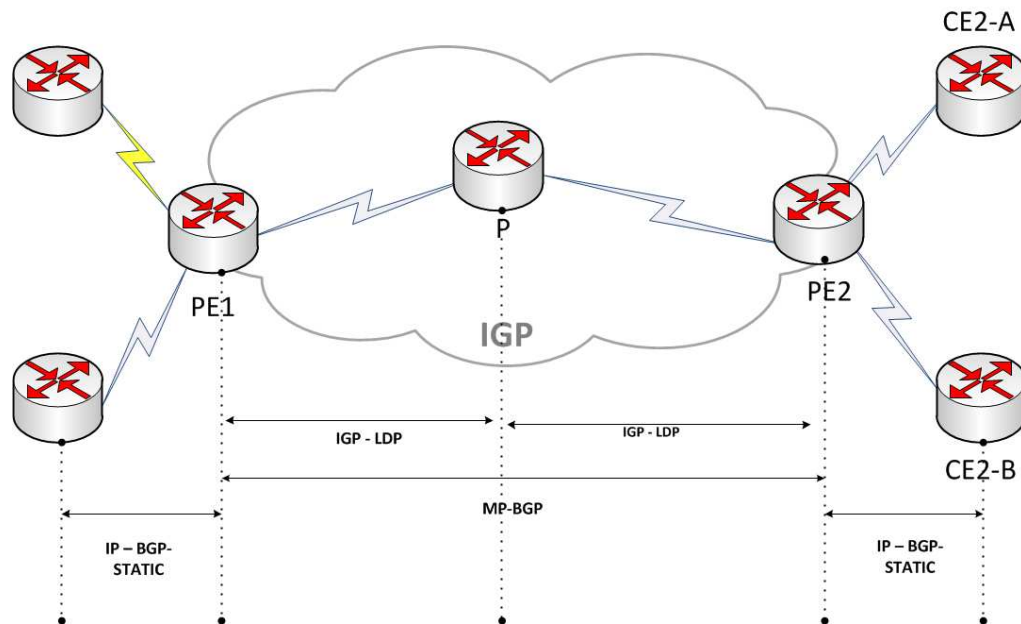 CE2-A
P
PE1
PE2
IGP
IGP - LDP
IGP - LDP
CE2-B
MP-BGP
IP – BGP-
STATIC
IP – BGP-
STATIC